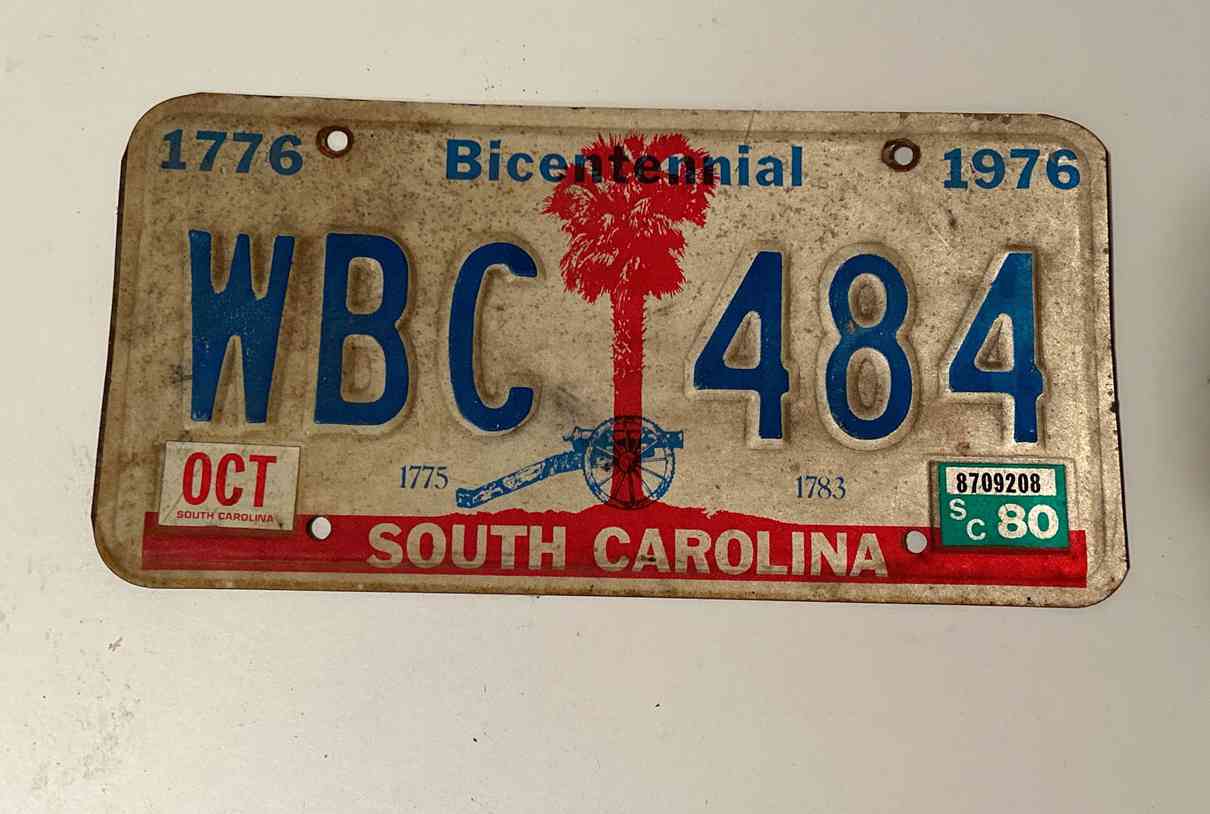 1776 Bicentennial 1976
WBC 484
OCT
SOUTH CAROLINA
1775 1783
8709208
SC 80
SOUTH CAROLINA